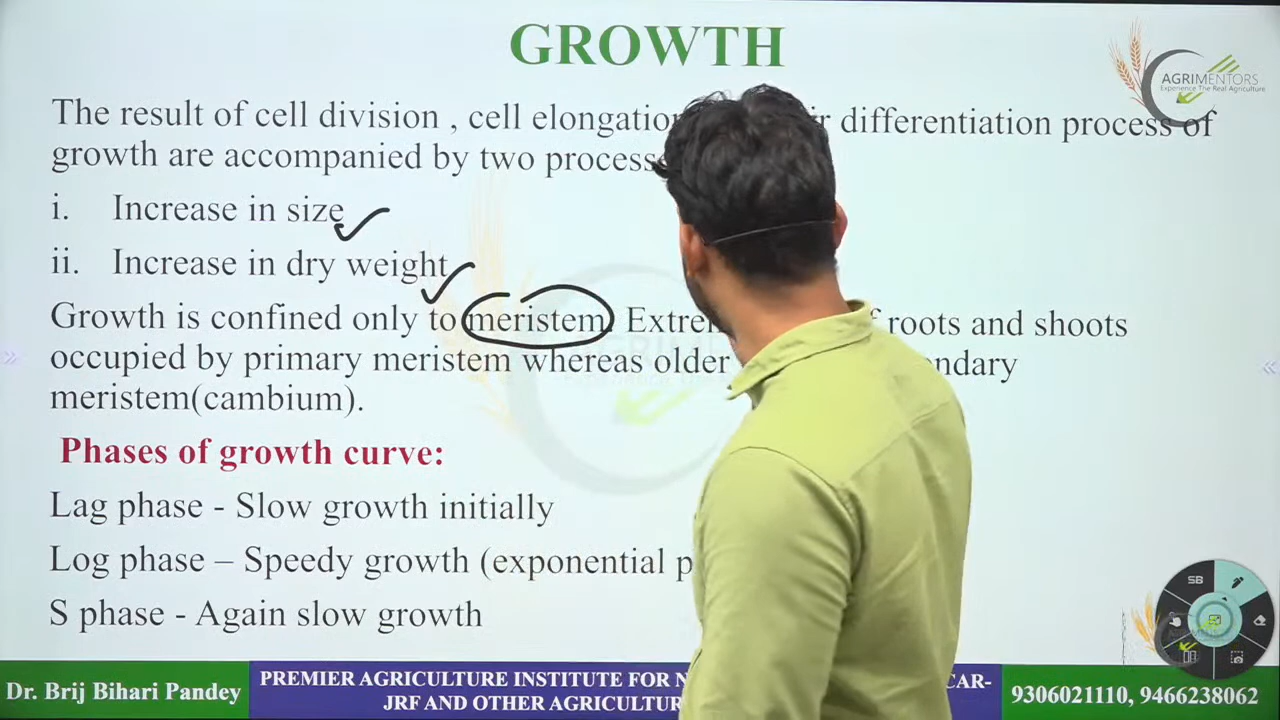 GROWTH
AGRIMENTORS
Experience The Real Agriculture
The result of cell division , cell elongation differentiation process of
growth are accompanied by two
i. Increase in size
ii. Increase in dry weight
Growth is confined only to meristem. of roots and shoots
occupied by primary meristem whereas older
meristem(cambium).
Phases of growth curve:
Lag phase - Slow growth initially
Log phase – Speedy growth (exponential
S phase - Again slow growth
SB
Dr. Brij Bihari Pandey
PREMIER AGRICULTURE INSTITUTE FOR CAR-
JRF AND OTHER
9306021110, 9466238062